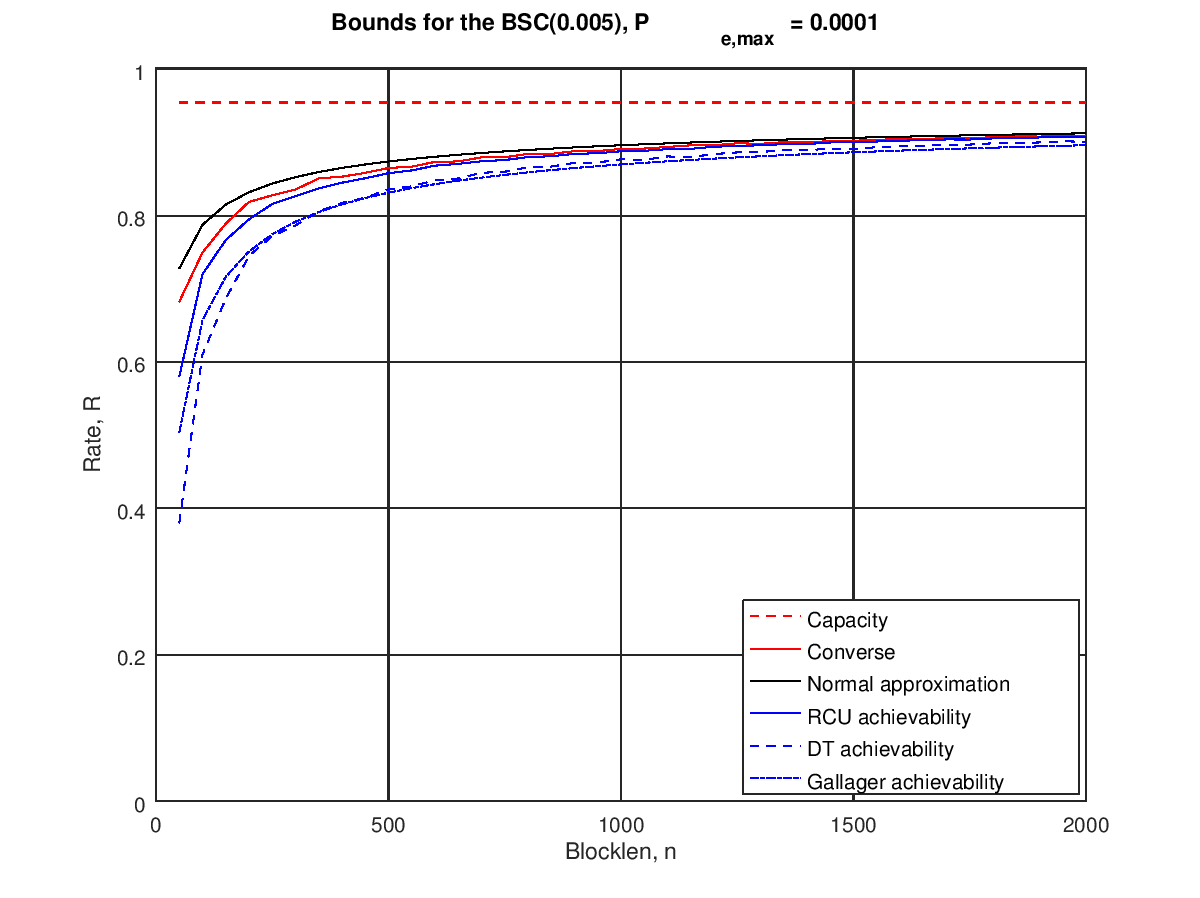 Bounds for the BSC(0.005), P e,max = 0.0001
1
0.8
0.6
0.4
0.2
0
Rate, R
Capacity
Converse
Normal approximation
RCU achievability
DT achievability
Gallager achievability
0 500 1000 1500 2000
Blocklen, n